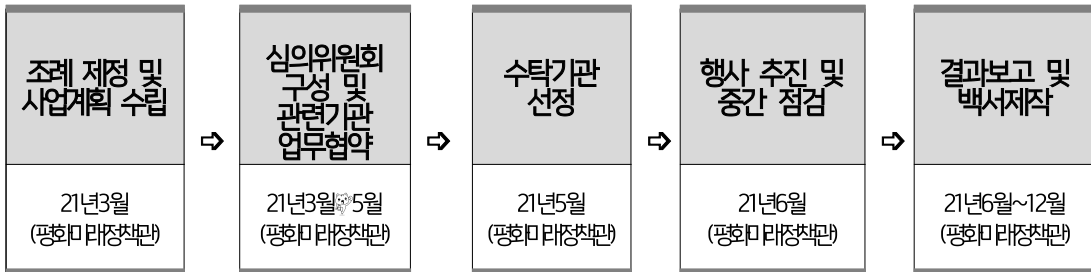 조례 제정 및
사업계획 수립
⇨
심의위원회
구성 및
관련기관
업무협약
⇨
수탁기관
선정
⇨
행사 추진 및
중간 점검
⇨
결과보고 및
백서제작
21년3월
(평화미래정책관)
21년3월 5월
(평화미래정책관)
21년5월
(평화미래정책관)
21년6월
(평화미래정책관)
21년6월~12월
(평화미래정책관)